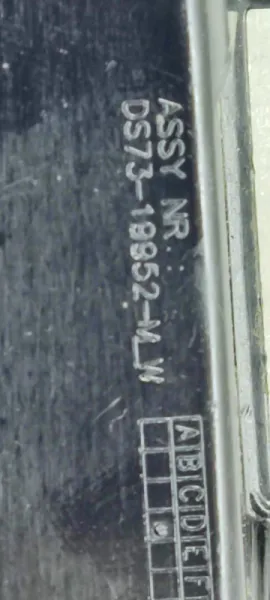 ASSY NR.:
DS73-19852-M_W
A B C D E F